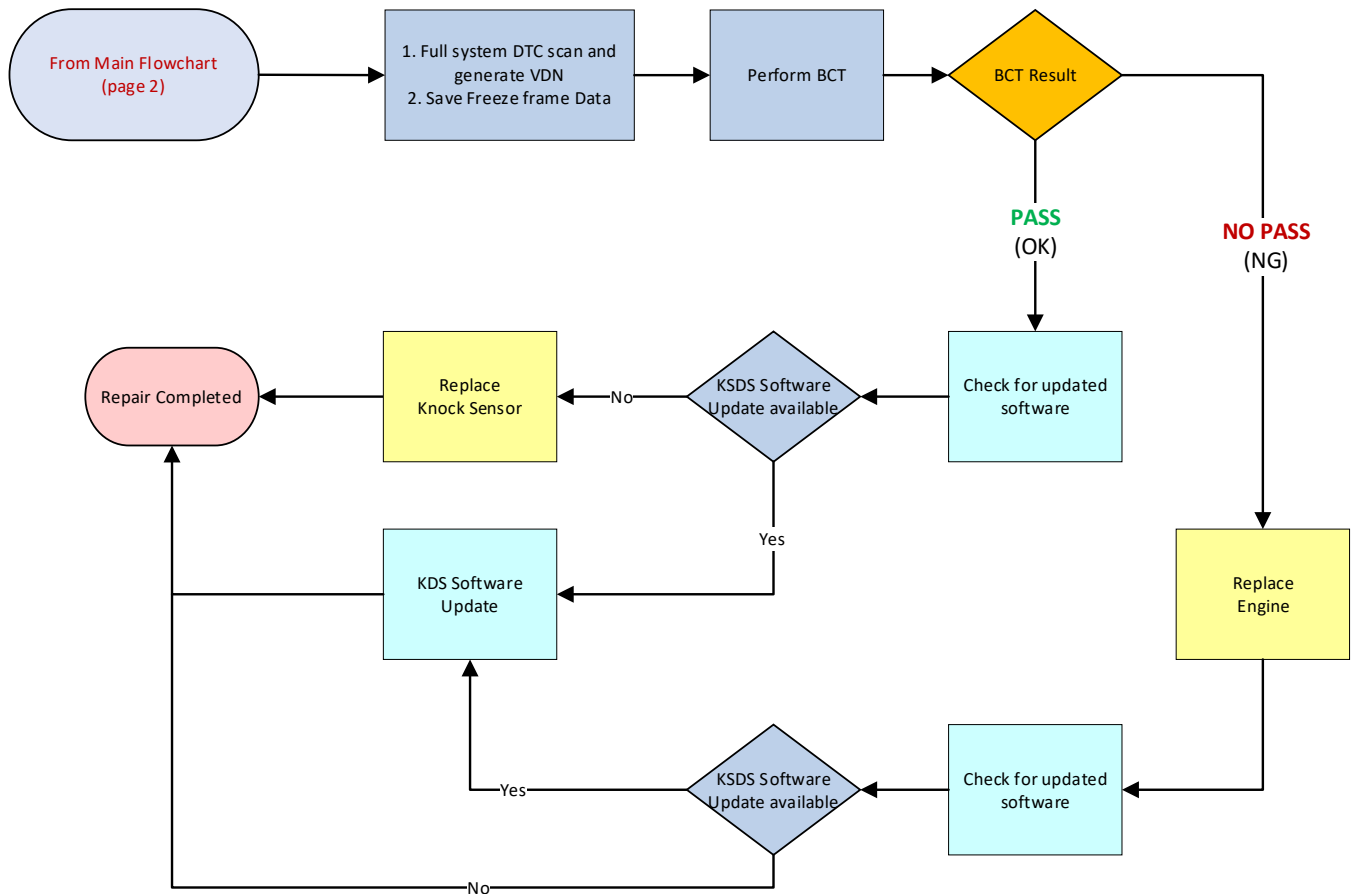 From Main Flowchart
(page 2)
1. Full system DTC scan and
generate VDN
2. Save Freeze frame Data
Perform BCT
BCT Result
PASS
(OK)
NO PASS
(NG)
Repair Completed
Replace
Knock Sensor
No
KSDS Software
Update available
Check for updated
software
Yes
KDS Software
Update
Replace
Engine
Yes
KSDS Software
Update available
Check for updated
software
No